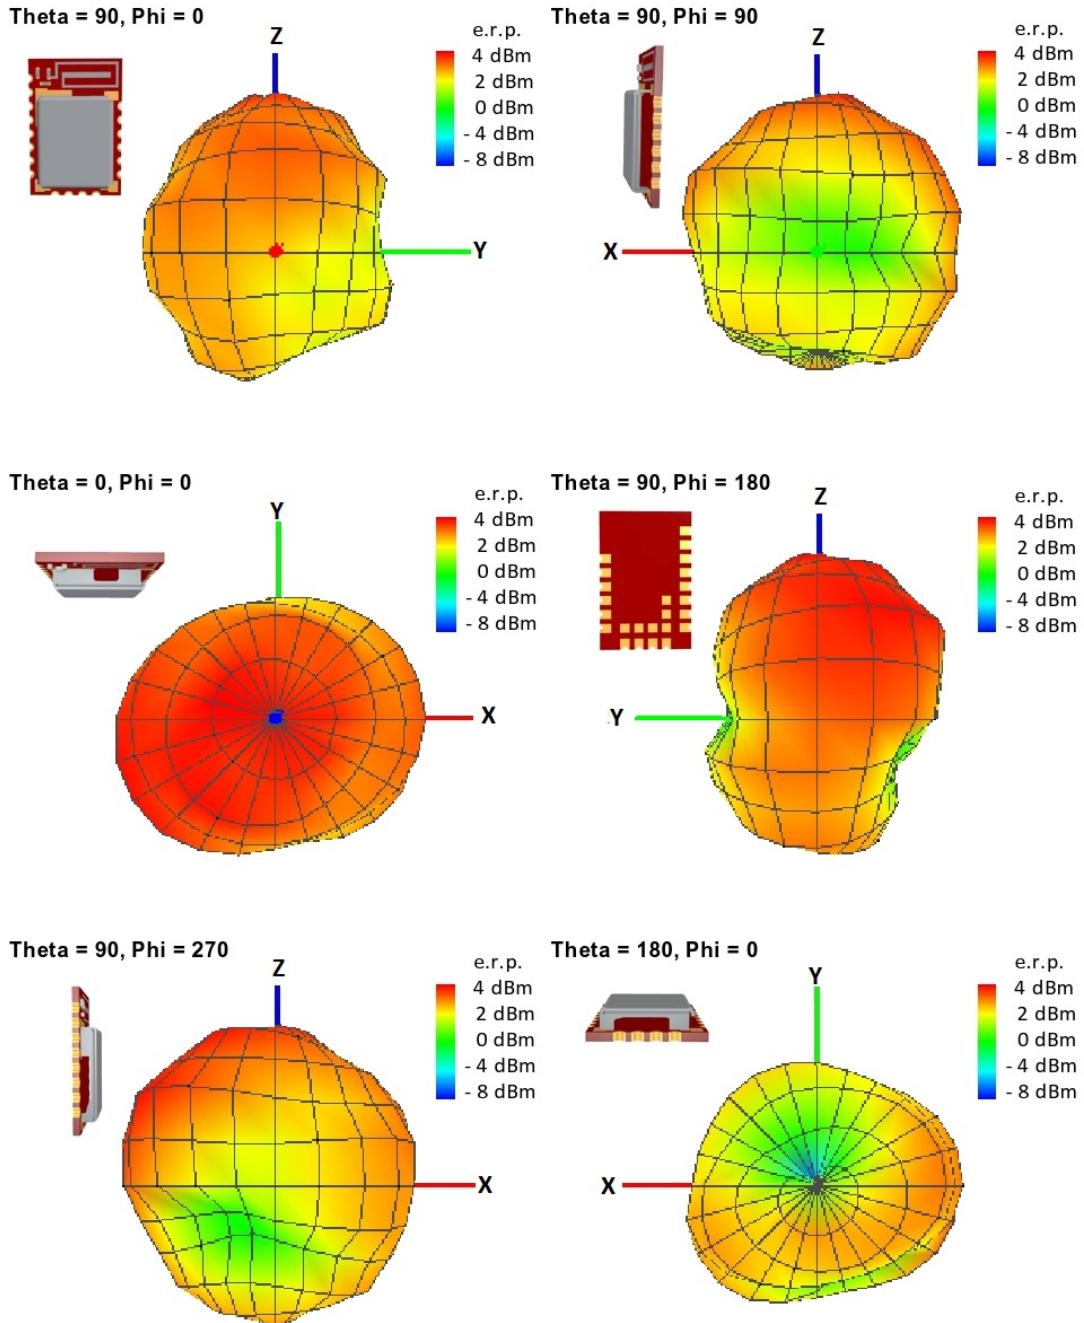 Theta = 90, Phi = 0
Z
e.r.p.
4 dBm
2 dBm
0 dBm
- 4 dBm
- 8 dBm
Y
Theta = 90, Phi = 90
Z
e.r.p.
4 dBm
2 dBm
0 dBm
- 4 dBm
- 8 dBm
X
Theta = 0, Phi = 0
Y
e.r.p.
4 dBm
2 dBm
0 dBm
- 4 dBm
- 8 dBm
X
Theta = 90, Phi = 180
Z
e.r.p.
4 dBm
2 dBm
0 dBm
- 4 dBm
- 8 dBm
Y
Theta = 90, Phi = 270
Z
e.r.p.
4 dBm
2 dBm
0 dBm
- 4 dBm
- 8 dBm
X
Theta = 180, Phi = 0
Y
e.r.p.
4 dBm
2 dBm
0 dBm
- 4 dBm
- 8 dBm
X